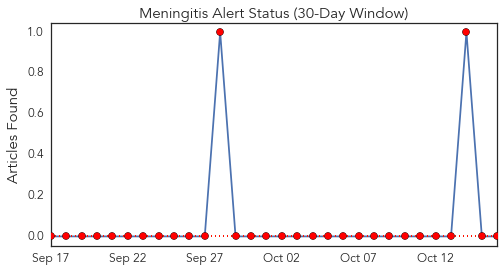 Meningitis Alert Status (30-Day Window)
Articles Found
1.0
0.8
0.6
0.4
0.2
0.0
Sep 17 Sep 22 Sep 27 Oct 02 Oct 07 Oct 12